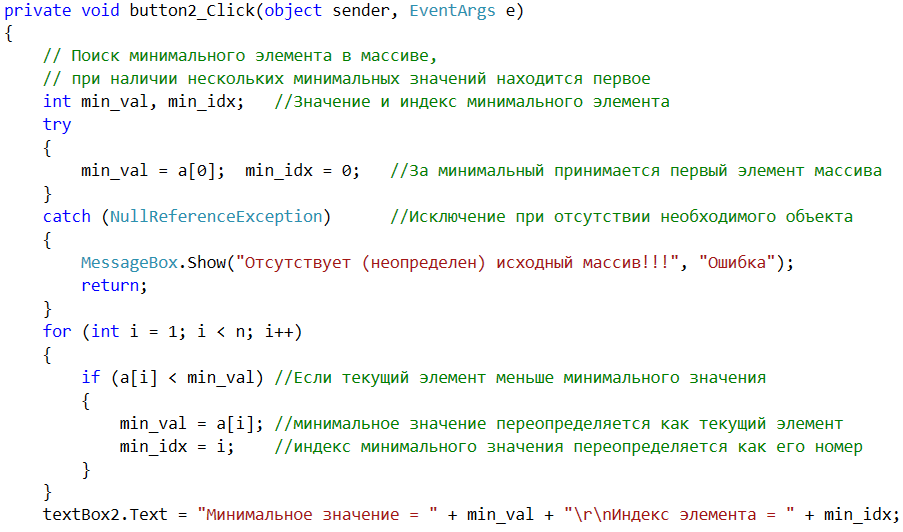 private void button2_Click(object sender, EventArgs e)
{
    // Поиск минимального элемента в массиве,
    // при наличии нескольких минимальных значений находится первое
    int min_val, min_idx;   //Значение и индекс минимального элемента
    try
    {
        min_val = a[0];  min_idx = 0;   //За минимальный принимается первый элемент массива
    }
    catch (NullReferenceException)      //Исключение при отсутствии необходимого объекта
    {
        MessageBox.Show("Отсутствует (неопределен) исходный массив!!!", "Ошибка");
        return;
    }
    for (int i = 1; i < n; i++)
    {
        if (a[i] < min_val) //Если текущий элемент меньше минимального значения
        {
            min_val = a[i]; //минимальное значение переопределяется как текущий элемент
            min_idx = i;    //индекс минимального значения переопределяется как его номер
        }
    }
    textBox2.Text = "Минимальное значение = " + min_val + "\r\nИндекс элемента = " + min_idx;